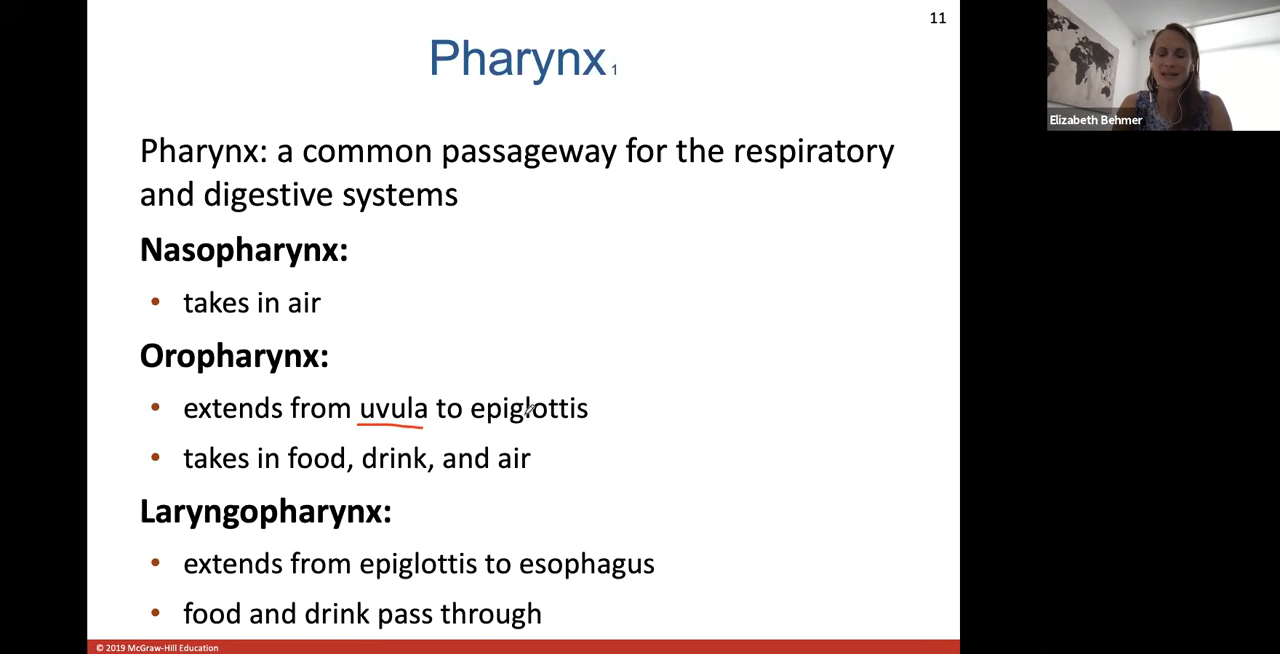 11
Pharynx 1
Elizabeth Behmer
Pharynx: a common passageway for the respiratory
and digestive systems
Nasopharynx:
• takes in air
Oropharynx:
• extends from uvula to epiglottis
• takes in food, drink, and air
Laryngopharynx:
• extends from epiglottis to esophagus
• food and drink pass through
© 2019 McGraw-Hill Education